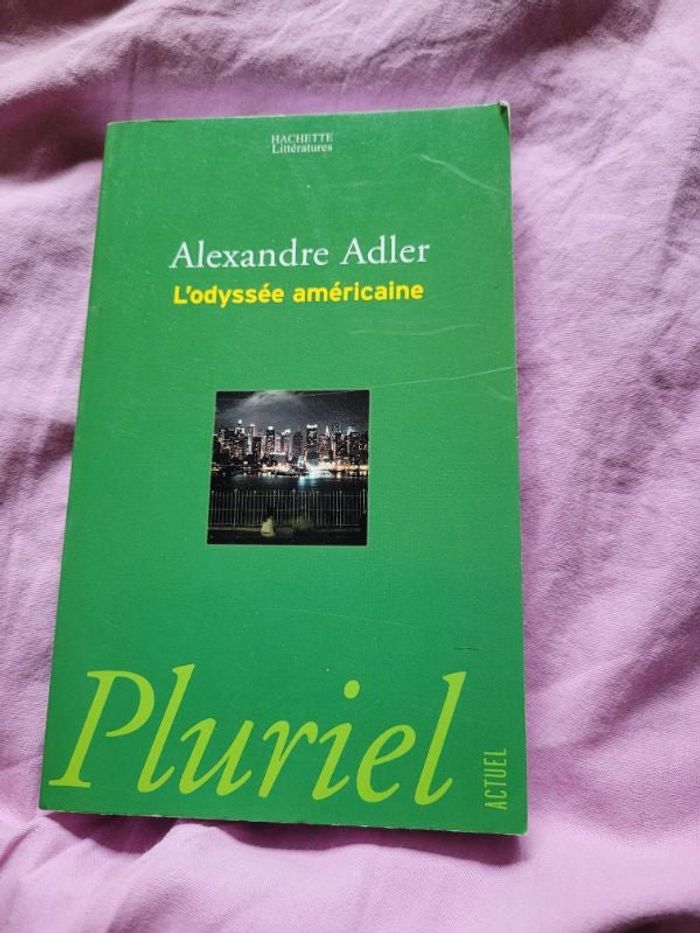 HACHETTE
Littératures
Alexandre Adler
L'odyssée américaine
Pluriel
ACTUEL